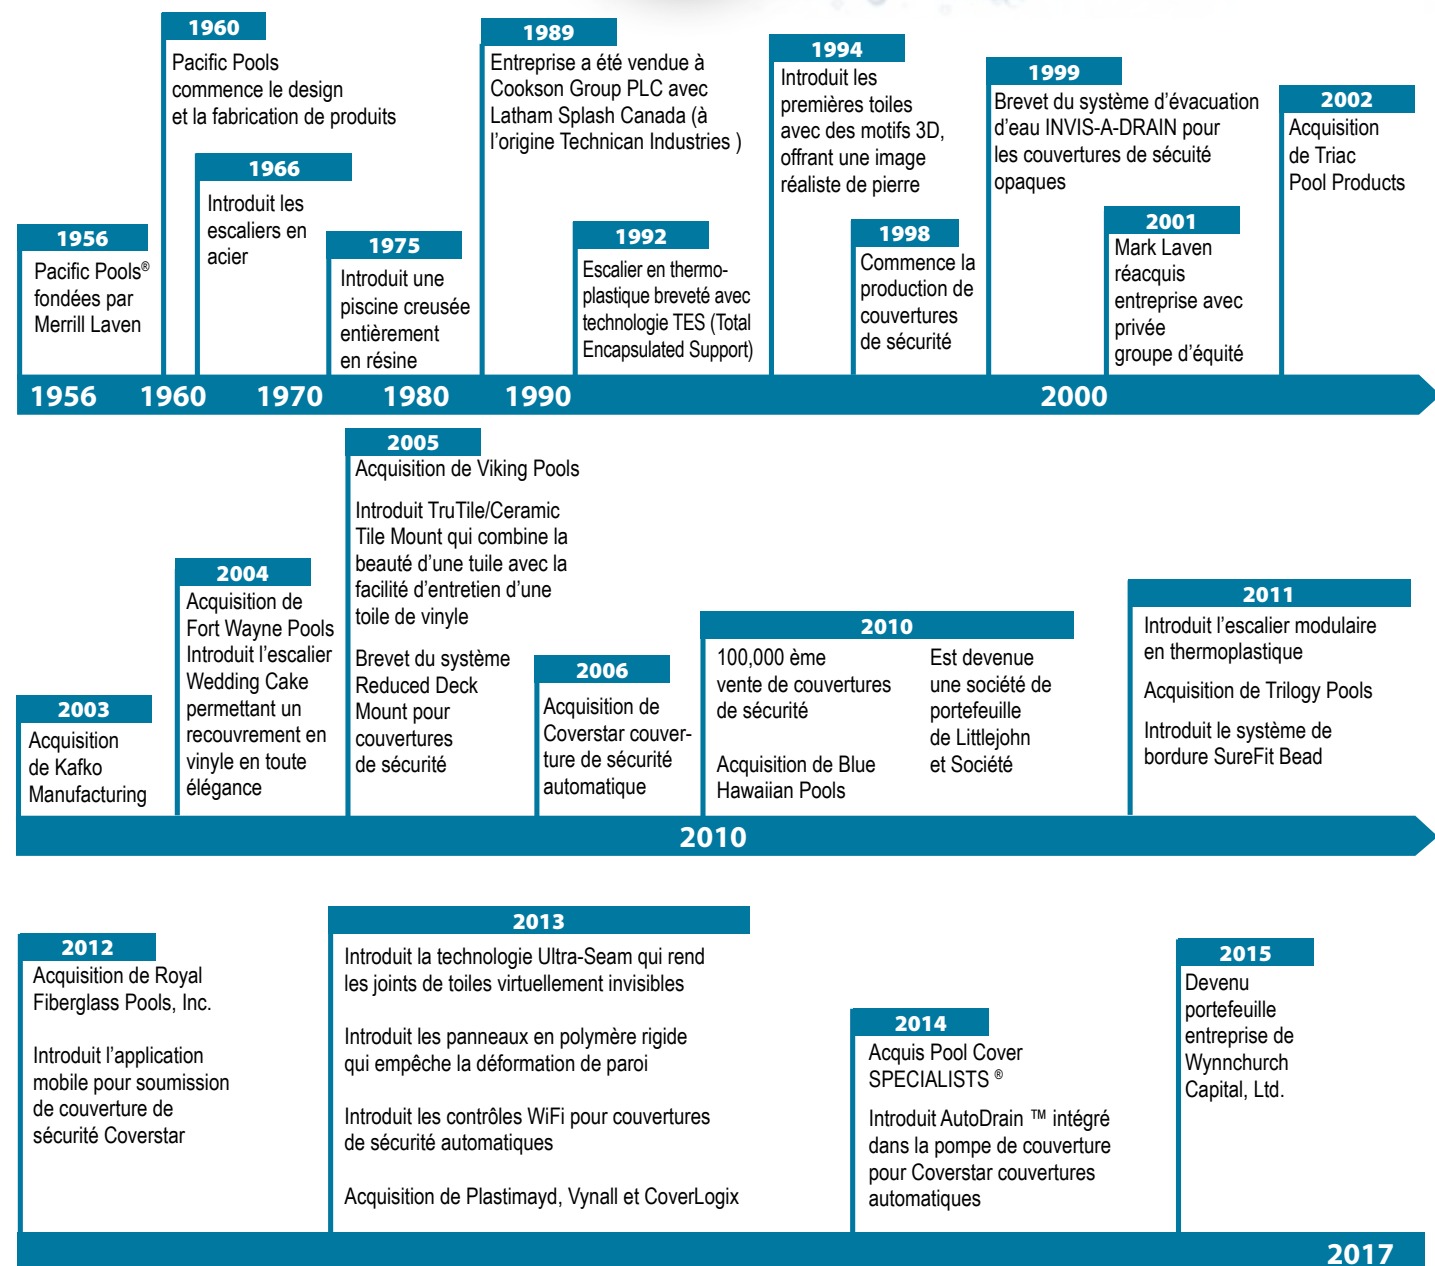 1956
Pacific Pools®
fondées par
Merrill Laven
1960
Pacific Pools
commence le design
et la fabrication de produits
1966
Introduit les
escaliers en
acier
1975
Introduit une
piscine creusée
entièrement
en résine
1989
Entreprise a été vendue à
Cookson Group PLC avec
Latham Splash Canada (à
l’origine Technican Industries )
1992
Escalier en thermo-
plastique breveté avec
technologie TES (Total
Encapsulated Support)
1994
Introduit les
premières toiles
avec des motifs 3D,
offrant une image
réaliste de pierre
1998
Commence la
production de
couvertures
de sécurité
1999
Brevet du système d’évacuation
d’eau INVIS-A-DRAIN pour
les couvertures de sécuité
opaques
2001
Mark Laven
réacquis
entreprise avec
privée
groupe d’équité
2002
Acquisition
de Triac
Pool Products
1956 1960 1970 1980 1990 2000
2003
Acquisition
de Kafko
Manufacturing
2004
Acquisition de
Fort Wayne Pools
Introduit l’escalier
Wedding Cake
permettant un
recouvrement en
vinyle en toute
élégance
2005
Acquisition de Viking Pools
Introduit TruTile/Ceramic
Tile Mount qui combine la
beauté d’une tuile avec la
facilité d’entretien d’une
toile de vinyle
Brevet du système
Reduced Deck
Mount pour
couvertures
de sécurité
2006
Acquisition de
Coverstar couver-
ture de sécurité
automatique
2010
100,000 ème
vente de couvertures
de sécurité
Acquisition de Blue
Hawaiian Pools
Est devenue
une société de
portefeuille
de Littlejohn
et Société
2011
Introduit l’escalier modulaire
en thermoplastique
Acquisition de Trilogy Pools
Introduit le système de
bordure SureFit Bead
2010
2012
Acquisition de Royal
Fiberglass Pools, Inc.
Introduit l’application
mobile pour soumission
de couverture de
sécurité Coverstar
2013
Introduit la technologie Ultra-Seam qui rend
les joints de toiles virtuellement invisibles
Introduit les panneaux en polymère rigide
qui empêche la déformation de paroi
Introduit les contrôles WiFi pour couvertures
de sécurité automatiques
Acquisition de Plastimayd, Vynall et CoverLogix
2014
Acquis Pool Cover
SPECIALISTS ®
Introduit AutoDrain ™ intégré
dans la pompe de couverture
pour Coverstar couvertures
automatiques
2015
Devenu
portefeuille
entreprise de
Wynnchurch
Capital, Ltd.
2017